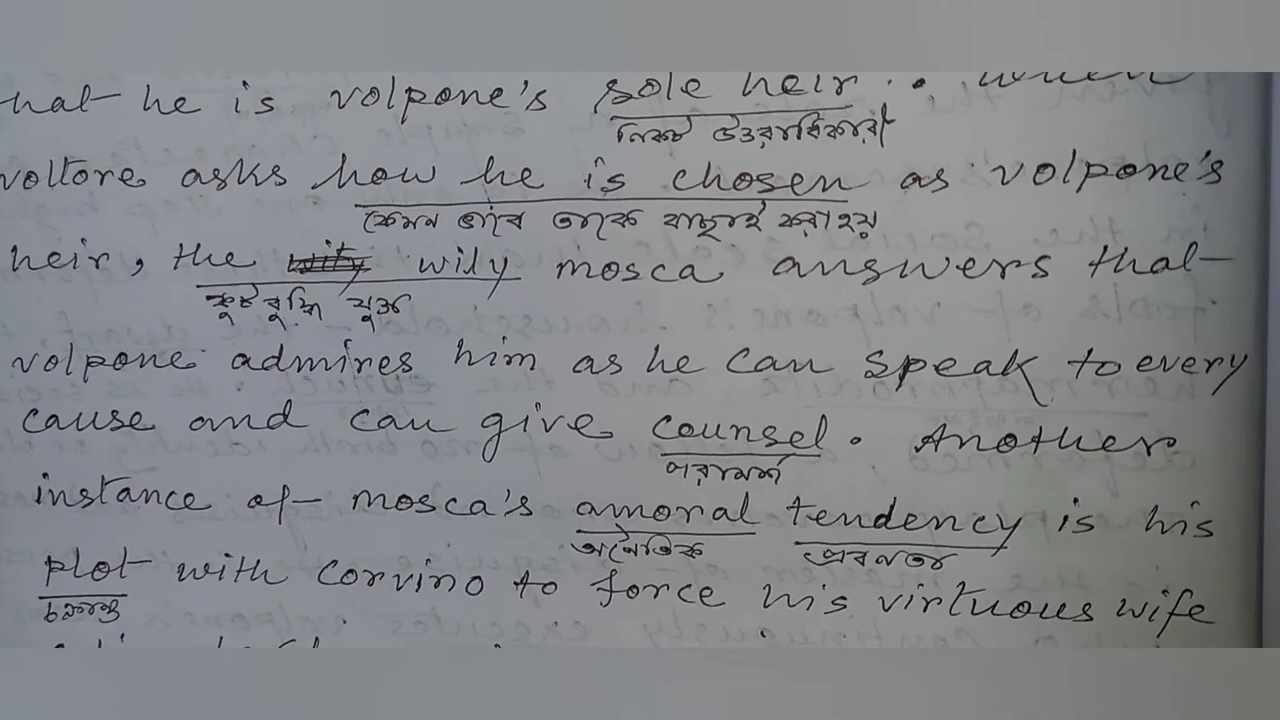 hat he is volpone's sole heir. when
উত্তরাধিকারী
voltore asks how he is chosen as volpone's
কেমন ভাবে তাকে বাছাই করা হয়
heir, the wily mosca answers that
কূট বুদ্ধি যুক্ত
volpone admires him as he can speak to every
cause and can give counsel. Another
পরামর্শ
instance of mosca's amoral tendency is his
অনৈতিক প্রবনতা
plot with corvino to force his virtuous wife
চক্রান্ত